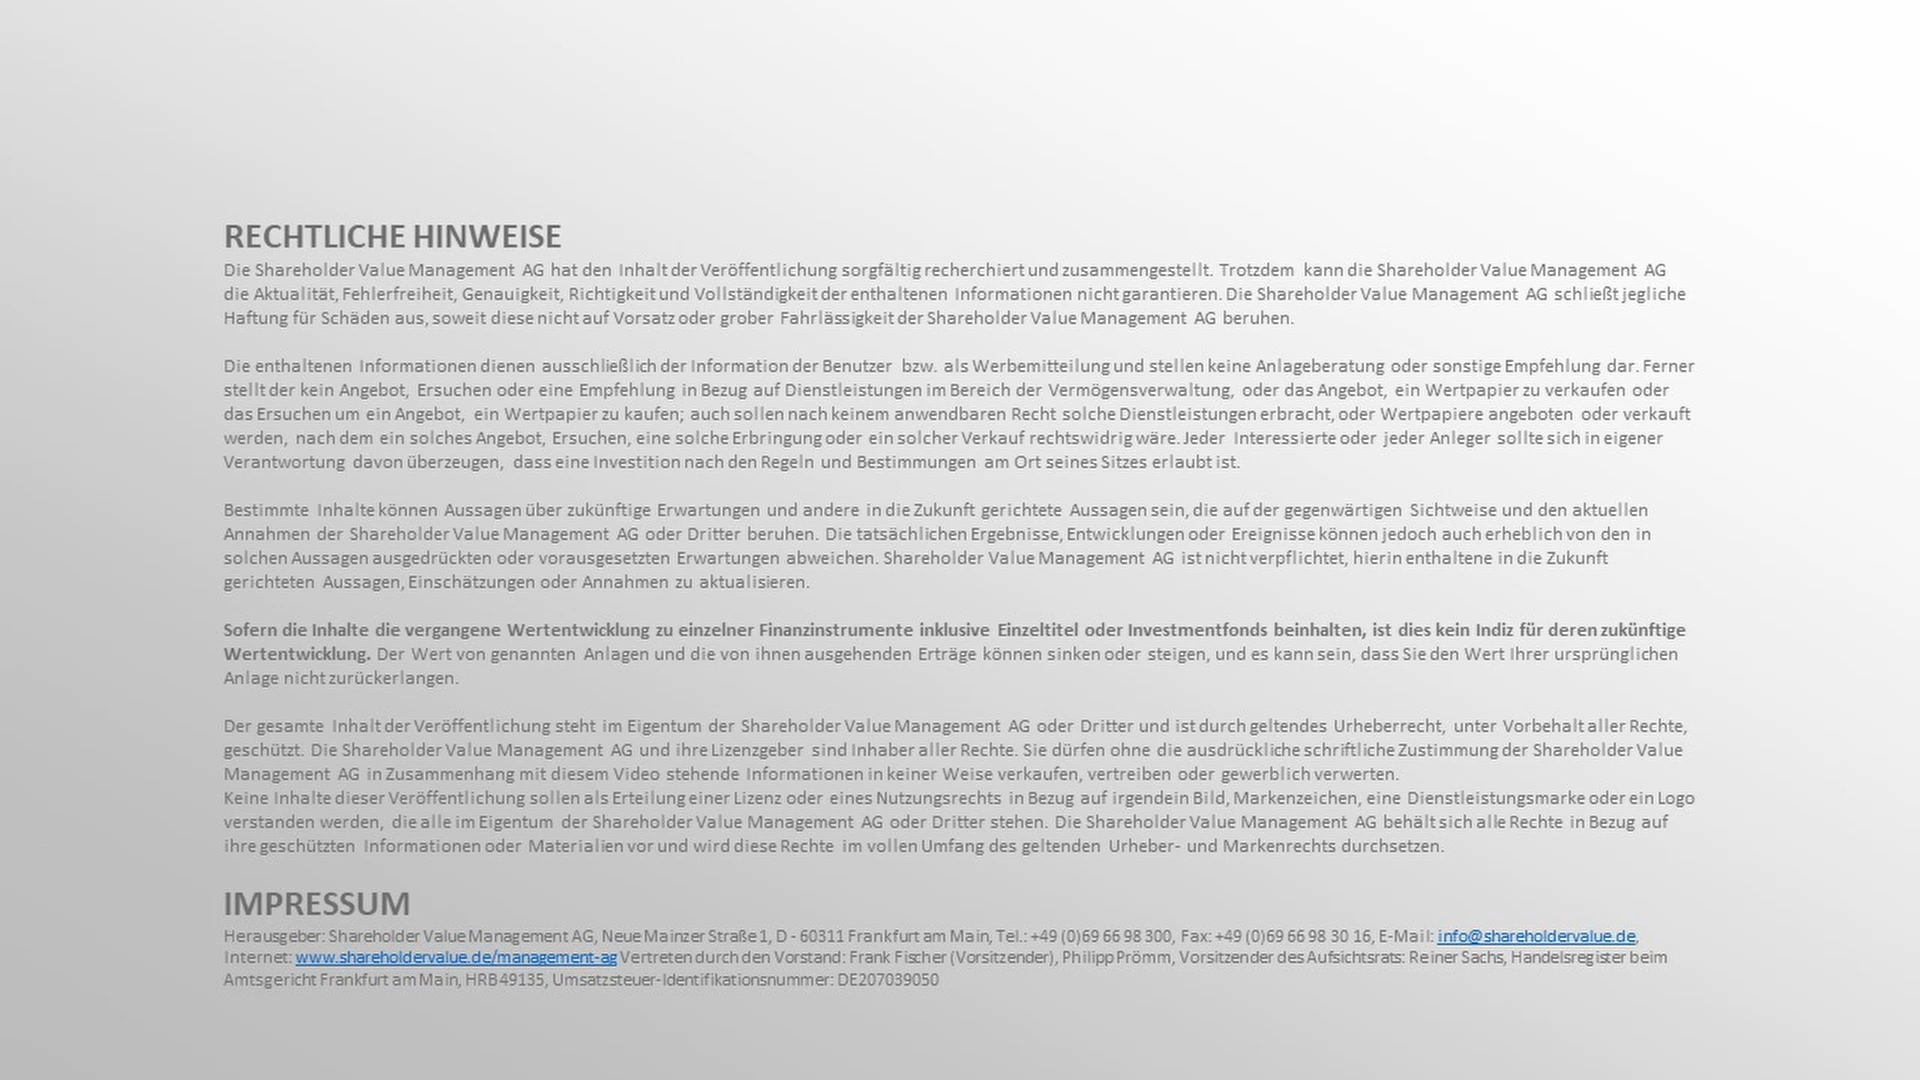 RECHTLICHE HINWEISE
Die Shareholder Value Management AG hat den Inhalt der Veröffentlichung sorgfältig recherchiert und zusammengestellt. Trotzdem kann die Shareholder Value Management AG
die Aktualität, Fehlerfreiheit, Genauigkeit, Richtigkeit und Vollständigkeit der enthaltenen Informationen nicht garantieren. Die Shareholder Value Management AG schließt jegliche
Haftung für Schäden aus, soweit diese nicht auf Vorsatz oder grober Fahrlässigkeit der Shareholder Value Management AG beruhen.
Die enthaltenen Informationen dienen ausschließlich der Information der Benutzer bzw. als Werbemitteilung und stellen keine Anlageberatung oder sonstige Empfehlung dar. Ferner
stellt der kein Angebot, Ersuchen oder eine Empfehlung in Bezug auf Dienstleistungen im Bereich der Vermögensverwaltung, oder das Angebot, ein Wertpapier zu verkaufen oder
das Ersuchen um ein Angebot, ein Wertpapier zu kaufen; auch sollen nach keinem anwendbaren Recht solche Dienstleistungen erbracht, oder Wertpapiere angeboten oder verkauft
werden, nach dem ein solches Angebot, Ersuchen, eine solche Erbringung oder ein solcher Verkauf rechtswidrig wäre. Jeder Interessierte oder jeder Anleger sollte sich in eigener
Verantwortung davon überzeugen, dass eine Investition nach den Regeln und Bestimmungen am Ort seines Sitzes erlaubt ist.
Bestimmte Inhalte können Aussagen über zukünftige Erwartungen und andere in die Zukunft gerichtete Aussagen sein, die auf der gegenwärtigen Sichtweise und den aktuellen
Annahmen der Shareholder Value Management AG oder Dritter beruhen. Die tatsächlichen Ergebnisse, Entwicklungen oder Ereignisse können jedoch auch erheblich von den in
solchen Aussagen ausgedrückten oder vorausgesetzten Erwartungen abweichen. Shareholder Value Management AG ist nicht verpflichtet, hierin enthaltene in die Zukunft
gerichteten Aussagen, Einschätzungen oder Annahmen zu aktualisieren.
Sofern die Inhalte die vergangene Wertentwicklung zu einzelner Finanzinstrumente inklusive Einzeltitel oder Investmentfonds beinhalten, ist dies kein Indiz für deren zukünftige
Wertentwicklung. Der Wert von genannten Anlagen und die von ihnen ausgehenden Erträge können sinken oder steigen, und es kann sein, dass Sie den Wert Ihrer ursprünglichen
Anlage nicht zurückerlangen.
Der gesamte Inhalt der Veröffentlichung steht im Eigentum der Shareholder Value Management AG oder Dritter und ist durch geltendes Urheberrecht, unter Vorbehalt aller Rechte,
geschützt. Die Shareholder Value Management AG und ihre Lizenzgeber sind Inhaber aller Rechte. Sie dürfen ohne die ausdrückliche schriftliche Zustimmung der Shareholder Value
Management AG in Zusammenhang mit diesem Video stehende Informationen in keiner Weise verkaufen, vertreiben oder gewerblich verwerten.
Keine Inhalte dieser Veröffentlichung sollen als Erteilung einer Lizenz oder eines Nutzungsrechts in Bezug auf irgendein Bild, Markenzeichen, eine Dienstleistungsmarke oder ein Logo
verstanden werden, die alle im Eigentum der Shareholder Value Management AG oder Dritter stehen. Die Shareholder Value Management AG behält sich alle Rechte in Bezug auf
ihre geschützten Informationen oder Materialien vor und wird diese Rechte im vollen Umfang des geltenden Urheber- und Markenrechts durchsetzen.
IMPRESSUM
Herausgeber: Shareholder Value Management AG, Neue Mainzer Straße 1, D - 60311 Frankfurt am Main, Tel.: +49 (0)69 66 98 300, Fax: +49 (0)69 66 98 30 16, E-Mail: info@shareholdervalue.de,
Internet: www.shareholdervalue.de/management-ag Vertreten durch den Vorstand: Frank Fischer (Vorsitzender), Philipp Prömm, Vorsitzender des Aufsichtsrats: Reiner Sachs, Handelsregister beim
Amtsgericht Frankfurt am Main, HRB 49135, Umsatzsteuer-Identifikationsnummer: DE207039050